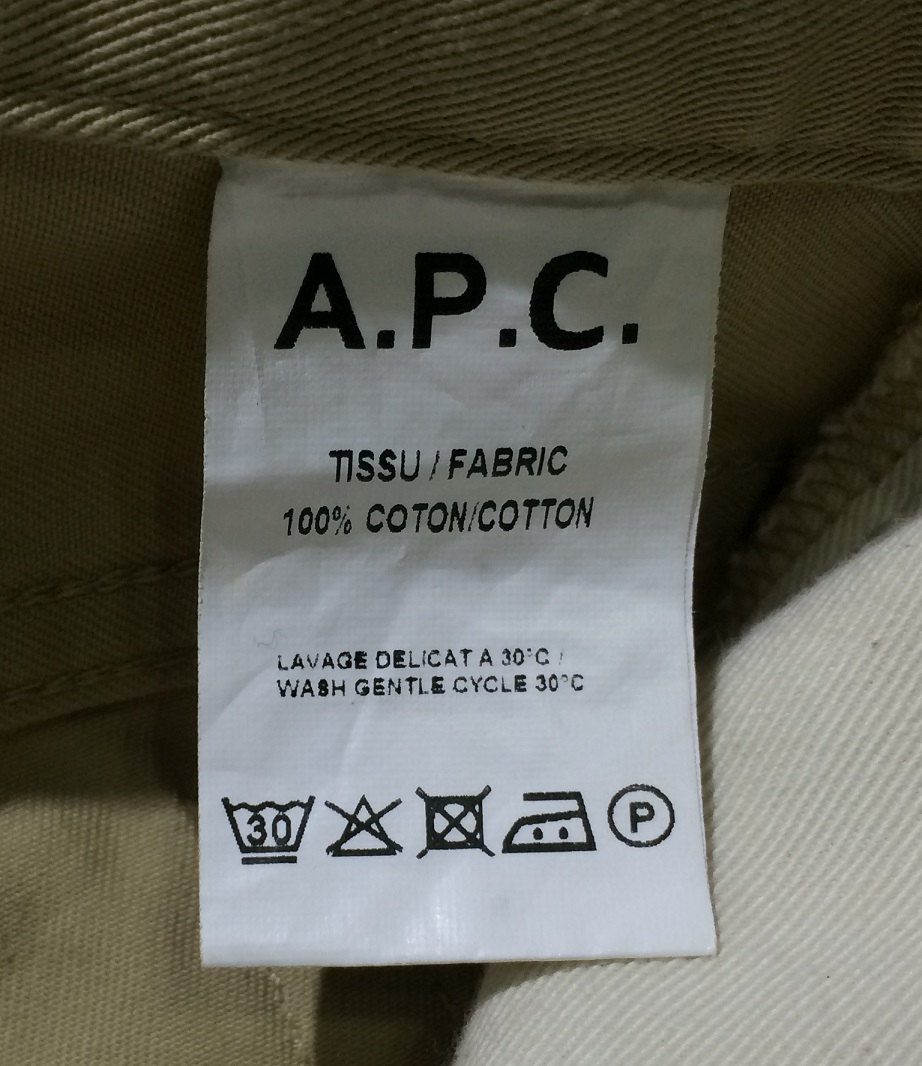 A.P.C.
TISSU / FABRIC
100% COTON/COTTON
LAVAGE DELICAT A 30°C /
WASH GENTLE CYCLE 30°C
30
P